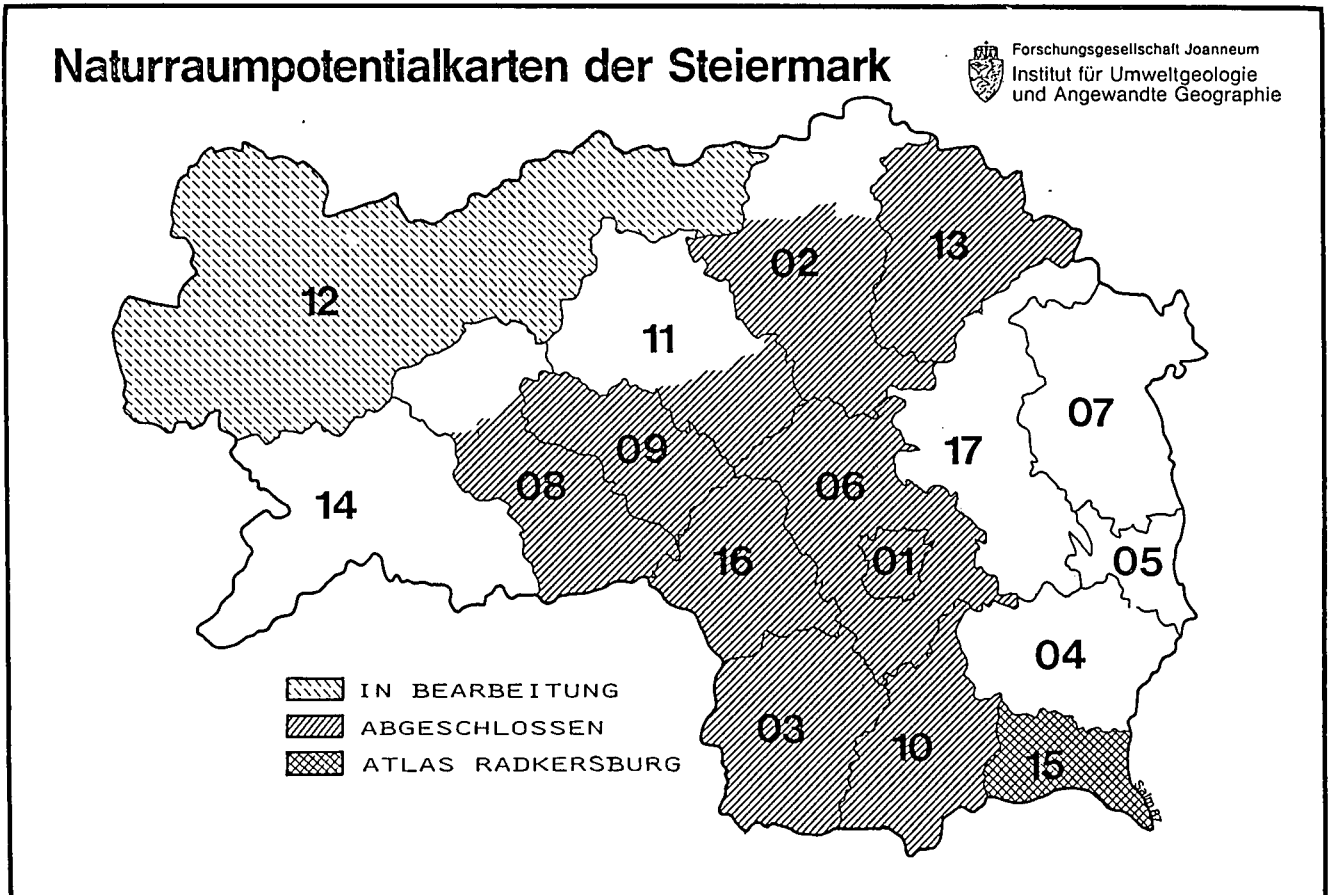 Naturraumpotentialkarten der Steiermark
Forschungsgesellschaft Joanneum
Institut für Umweltgeologie
und Angewandte Geographie
13
02
12
11
07
17
09
08
06
14
16
01
05
04
03
10
15
IN BEARBEITUNG
ABGESCHLOSSEN
ATLAS RADKERSBURG